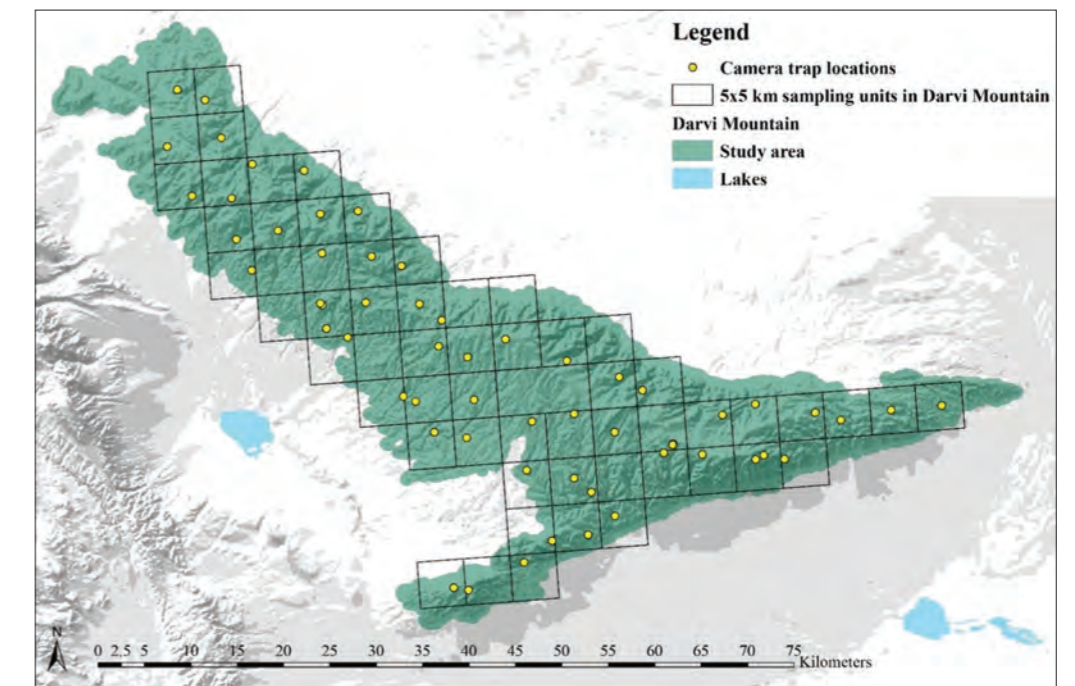 Legend
Camera trap locations
5x5 km sampling units in Darvi Mountain
Darvi Mountain
Study area
Lakes
N
0 2,5 5 10 15 20 25 30 35 40 45 50 55 60 65 70 75
Kilometers